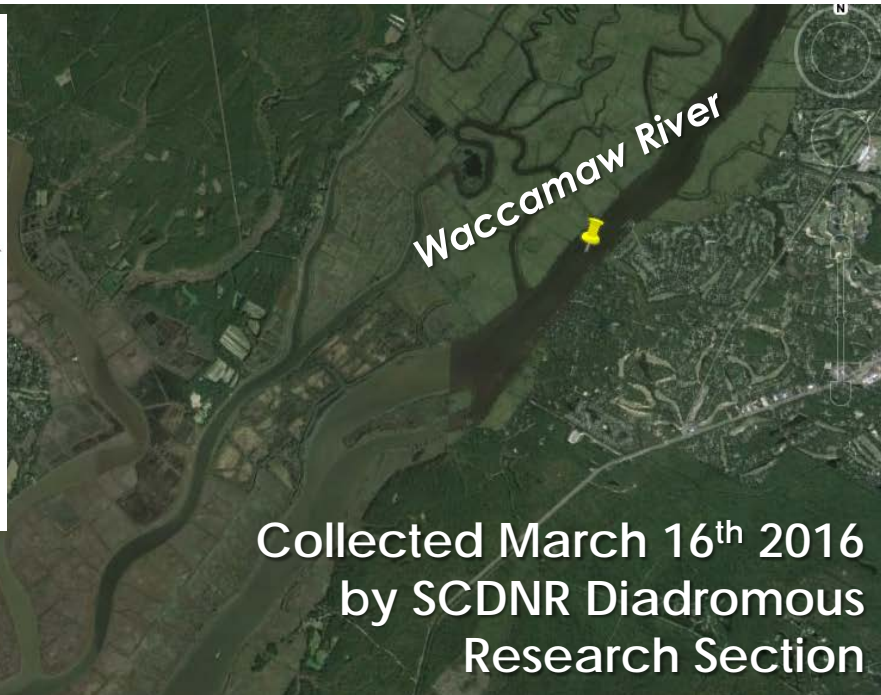 N
Waccamaw River
Collected March 16th 2016
by SCDNR Diadromous
Research Section